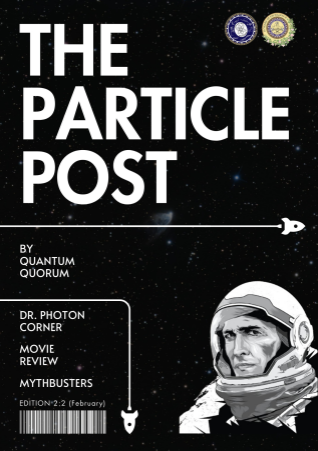 THE
PARTICLE
POST
BY
QUANTUM
QUORUM
DR. PHOTON
CORNER
MOVIE
REVIEW
MYTHBUSTERS
EDITION 2:2 (February)